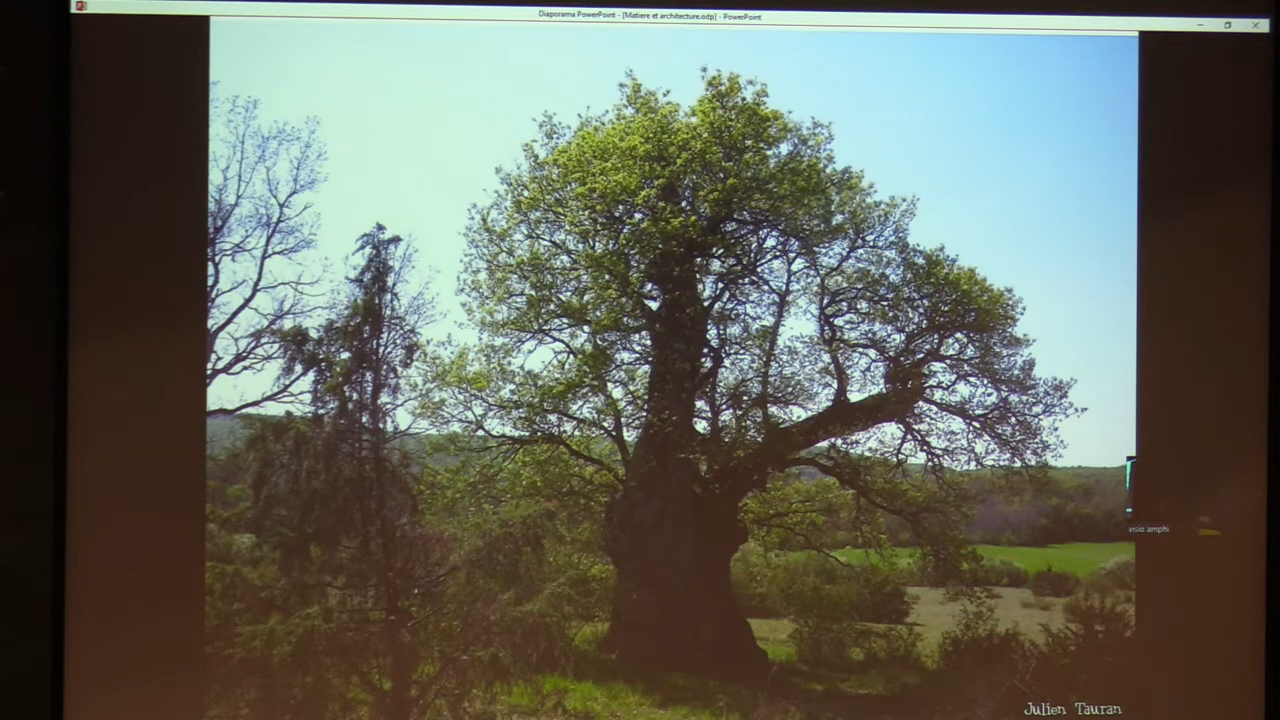 Diaporama PowerPoint - [Matiere et architecture.odp] - PowerPoint
visio amphi
Julien Tauran